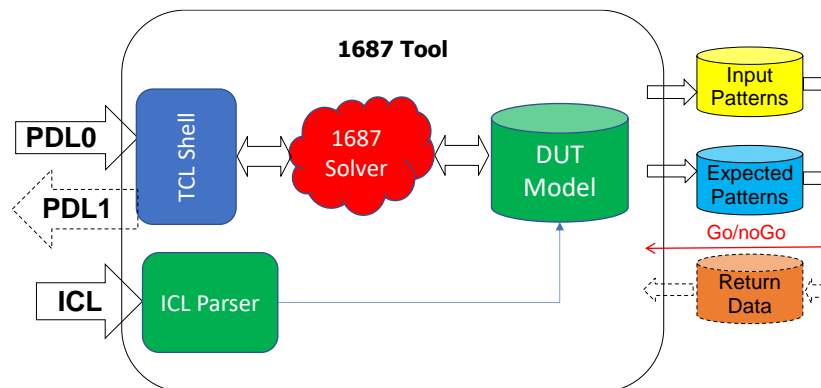 1687 Tool
PDL0
PDL1
TCL Shell
1687
Solver
DUT
Model
Input
Patterns
Expected
Patterns
Go/noGo
Return
Data
ICL
ICL Parser